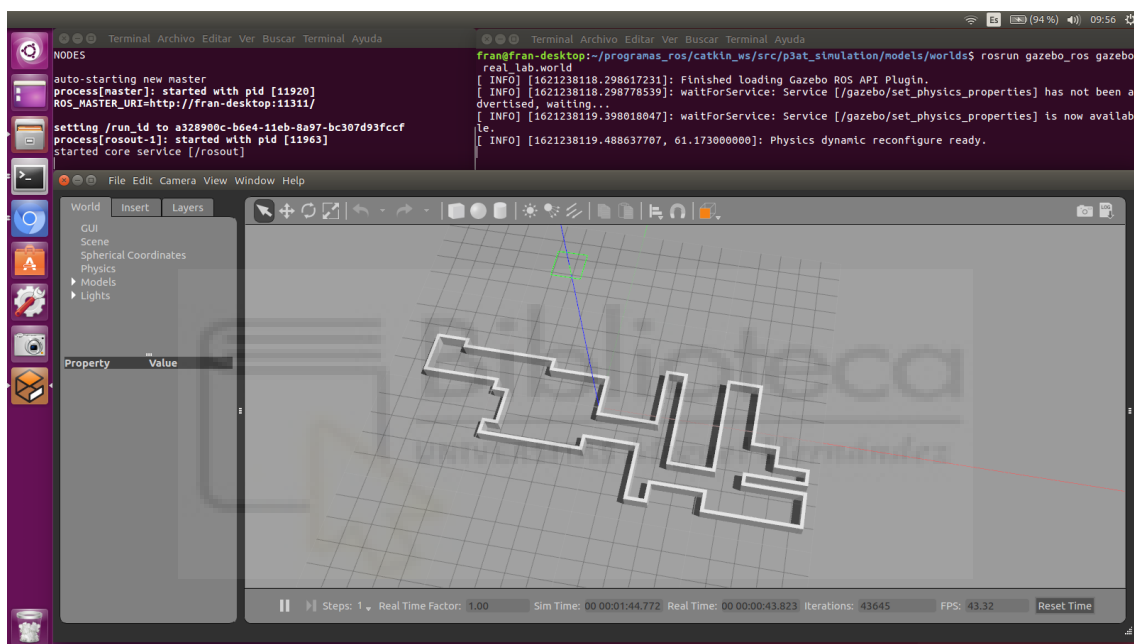 Es (94 %) 09:56
Terminal Archivo Editar Ver Buscar Terminal Ayuda
NODES
auto-starting new master
process[master]: started with pid [11920]
ROS_MASTER_URI=http://fran-desktop:11311/
setting /run_id to a328900c-b6e4-11eb-8a97-bc307d93fccf
process[rosout-1]: started with pid [11963]
started core service [/rosout]
Terminal Archivo Editar Ver Buscar Terminal Ayuda
fran@fran-desktop:~/programas_ros/catkin_ws/src/p3at_simulation/models/worlds$ rosrun gazebo_ros gazebo
real_lab.world
[ INFO] [1621238118.298617231]: Finished loading Gazebo ROS API Plugin.
[ INFO] [1621238118.298778539]: waitForService: Service [/gazebo/set_physics_properties] has not been a
dvertised, waiting...
[ INFO] [1621238119.398018047]: waitForService: Service [/gazebo/set_physics_properties] is now availab
le.
[ INFO] [1621238119.488637707, 61.173000000]: Physics dynamic reconfigure ready.
File Edit Camera View Window Help
World Insert Layers
GUI
Scene
Spherical Coordinates
Physics
Models
Lights
Property Value
LOG
Biblioteca
UNIVERSITAS Miguel Hernández
Steps: 1 Real Time Factor: 1.00 Sim Time: 00 00:01:44.772 Real Time: 00 00:00:43.823 Iterations: 43645 FPS: 43.32 Reset Time